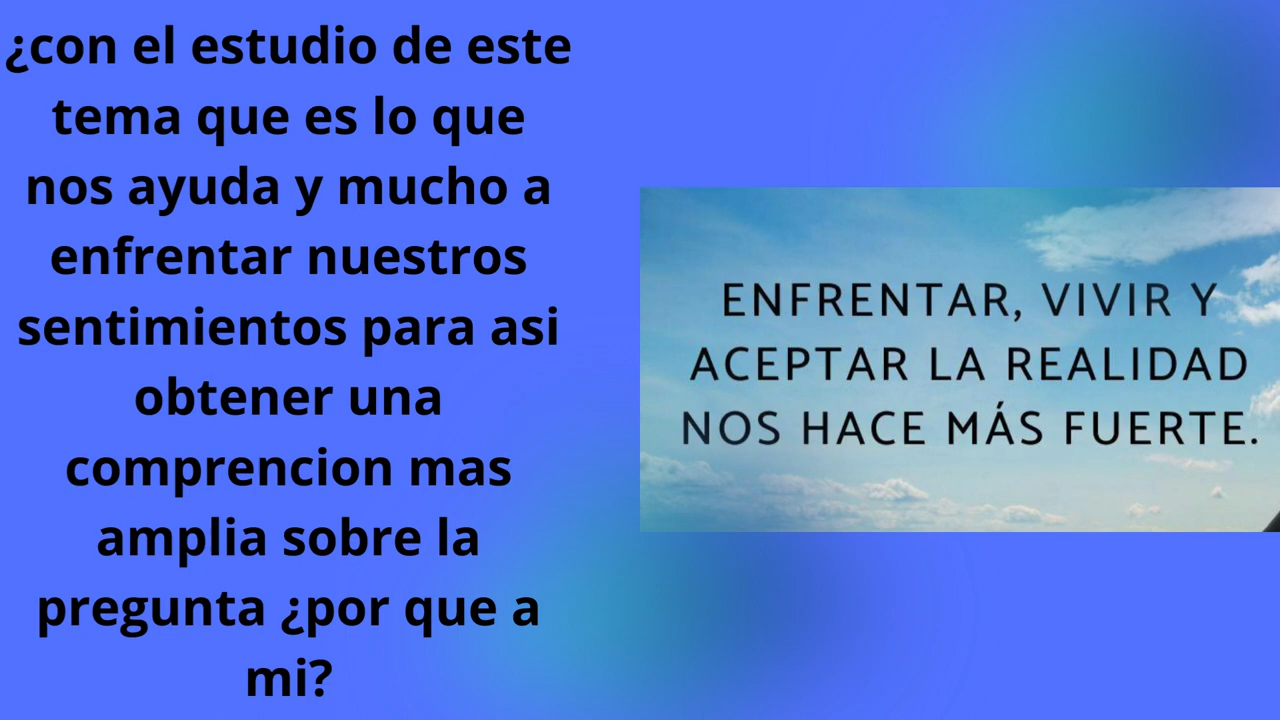 ¿con el estudio de este
tema que es lo que
nos ayuda y mucho a
enfrentar nuestros
sentimientos para asi
obtener una
comprencion mas
amplia sobre la
pregunta ¿por que a
mi?
ENFRENTAR, VIVIR Y
ACEPTAR LA REALIDAD
NOS HACE MÁS FUERTE.